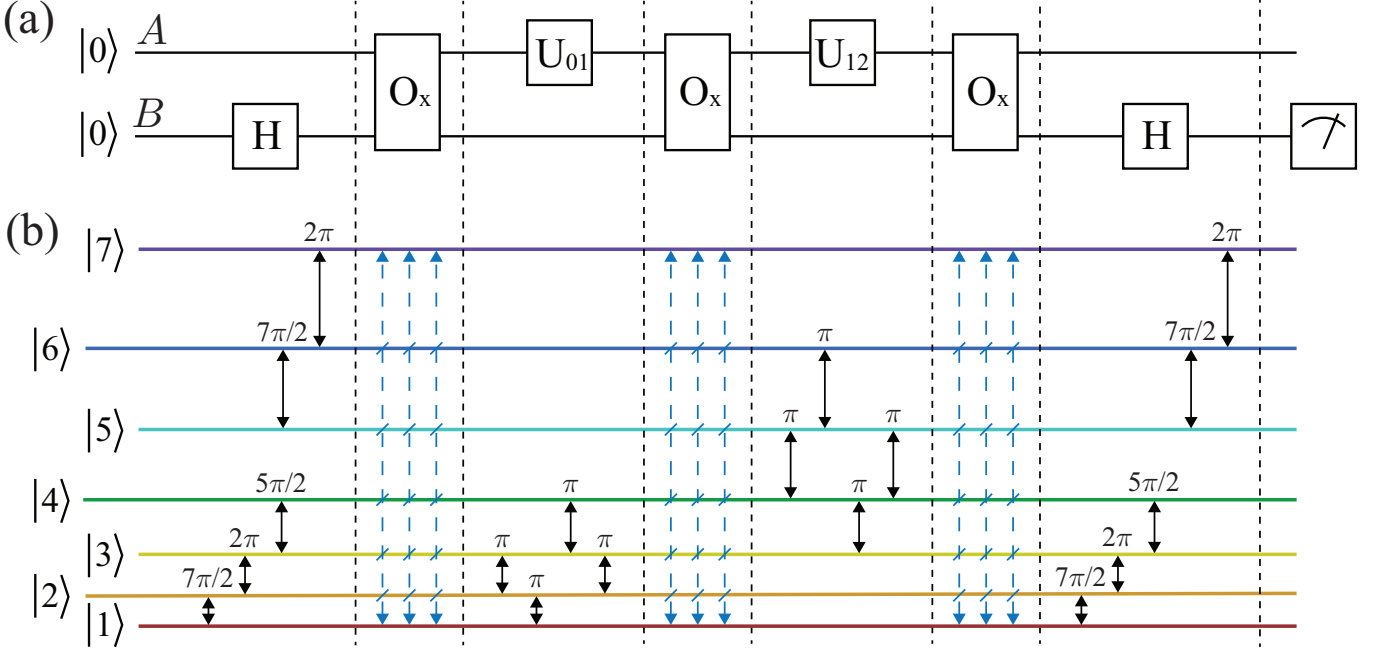 (a)
|0⟩ A O_x U_01 O_x U_12 O_x
|0⟩ B H H
(b)
|7⟩ 2π 2π
|6⟩ 7π/2 π 7π/2
|5⟩ π π
|4⟩ 5π/2 π π 5π/2
|3⟩ 2π π π 2π
|2⟩ 7π/2 π 7π/2
|1⟩